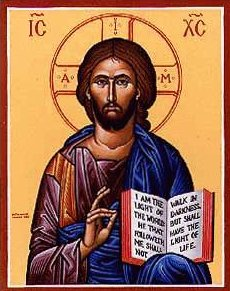 IC XC
A M
I AM THE
LIGHT OF
THE WORLD:
HE THAT
FOLLOWETH
ME SHALL
NOT
WALK IN
DARKNESS,
BUT SHALL
HAVE THE
LIGHT OF
LIFE.